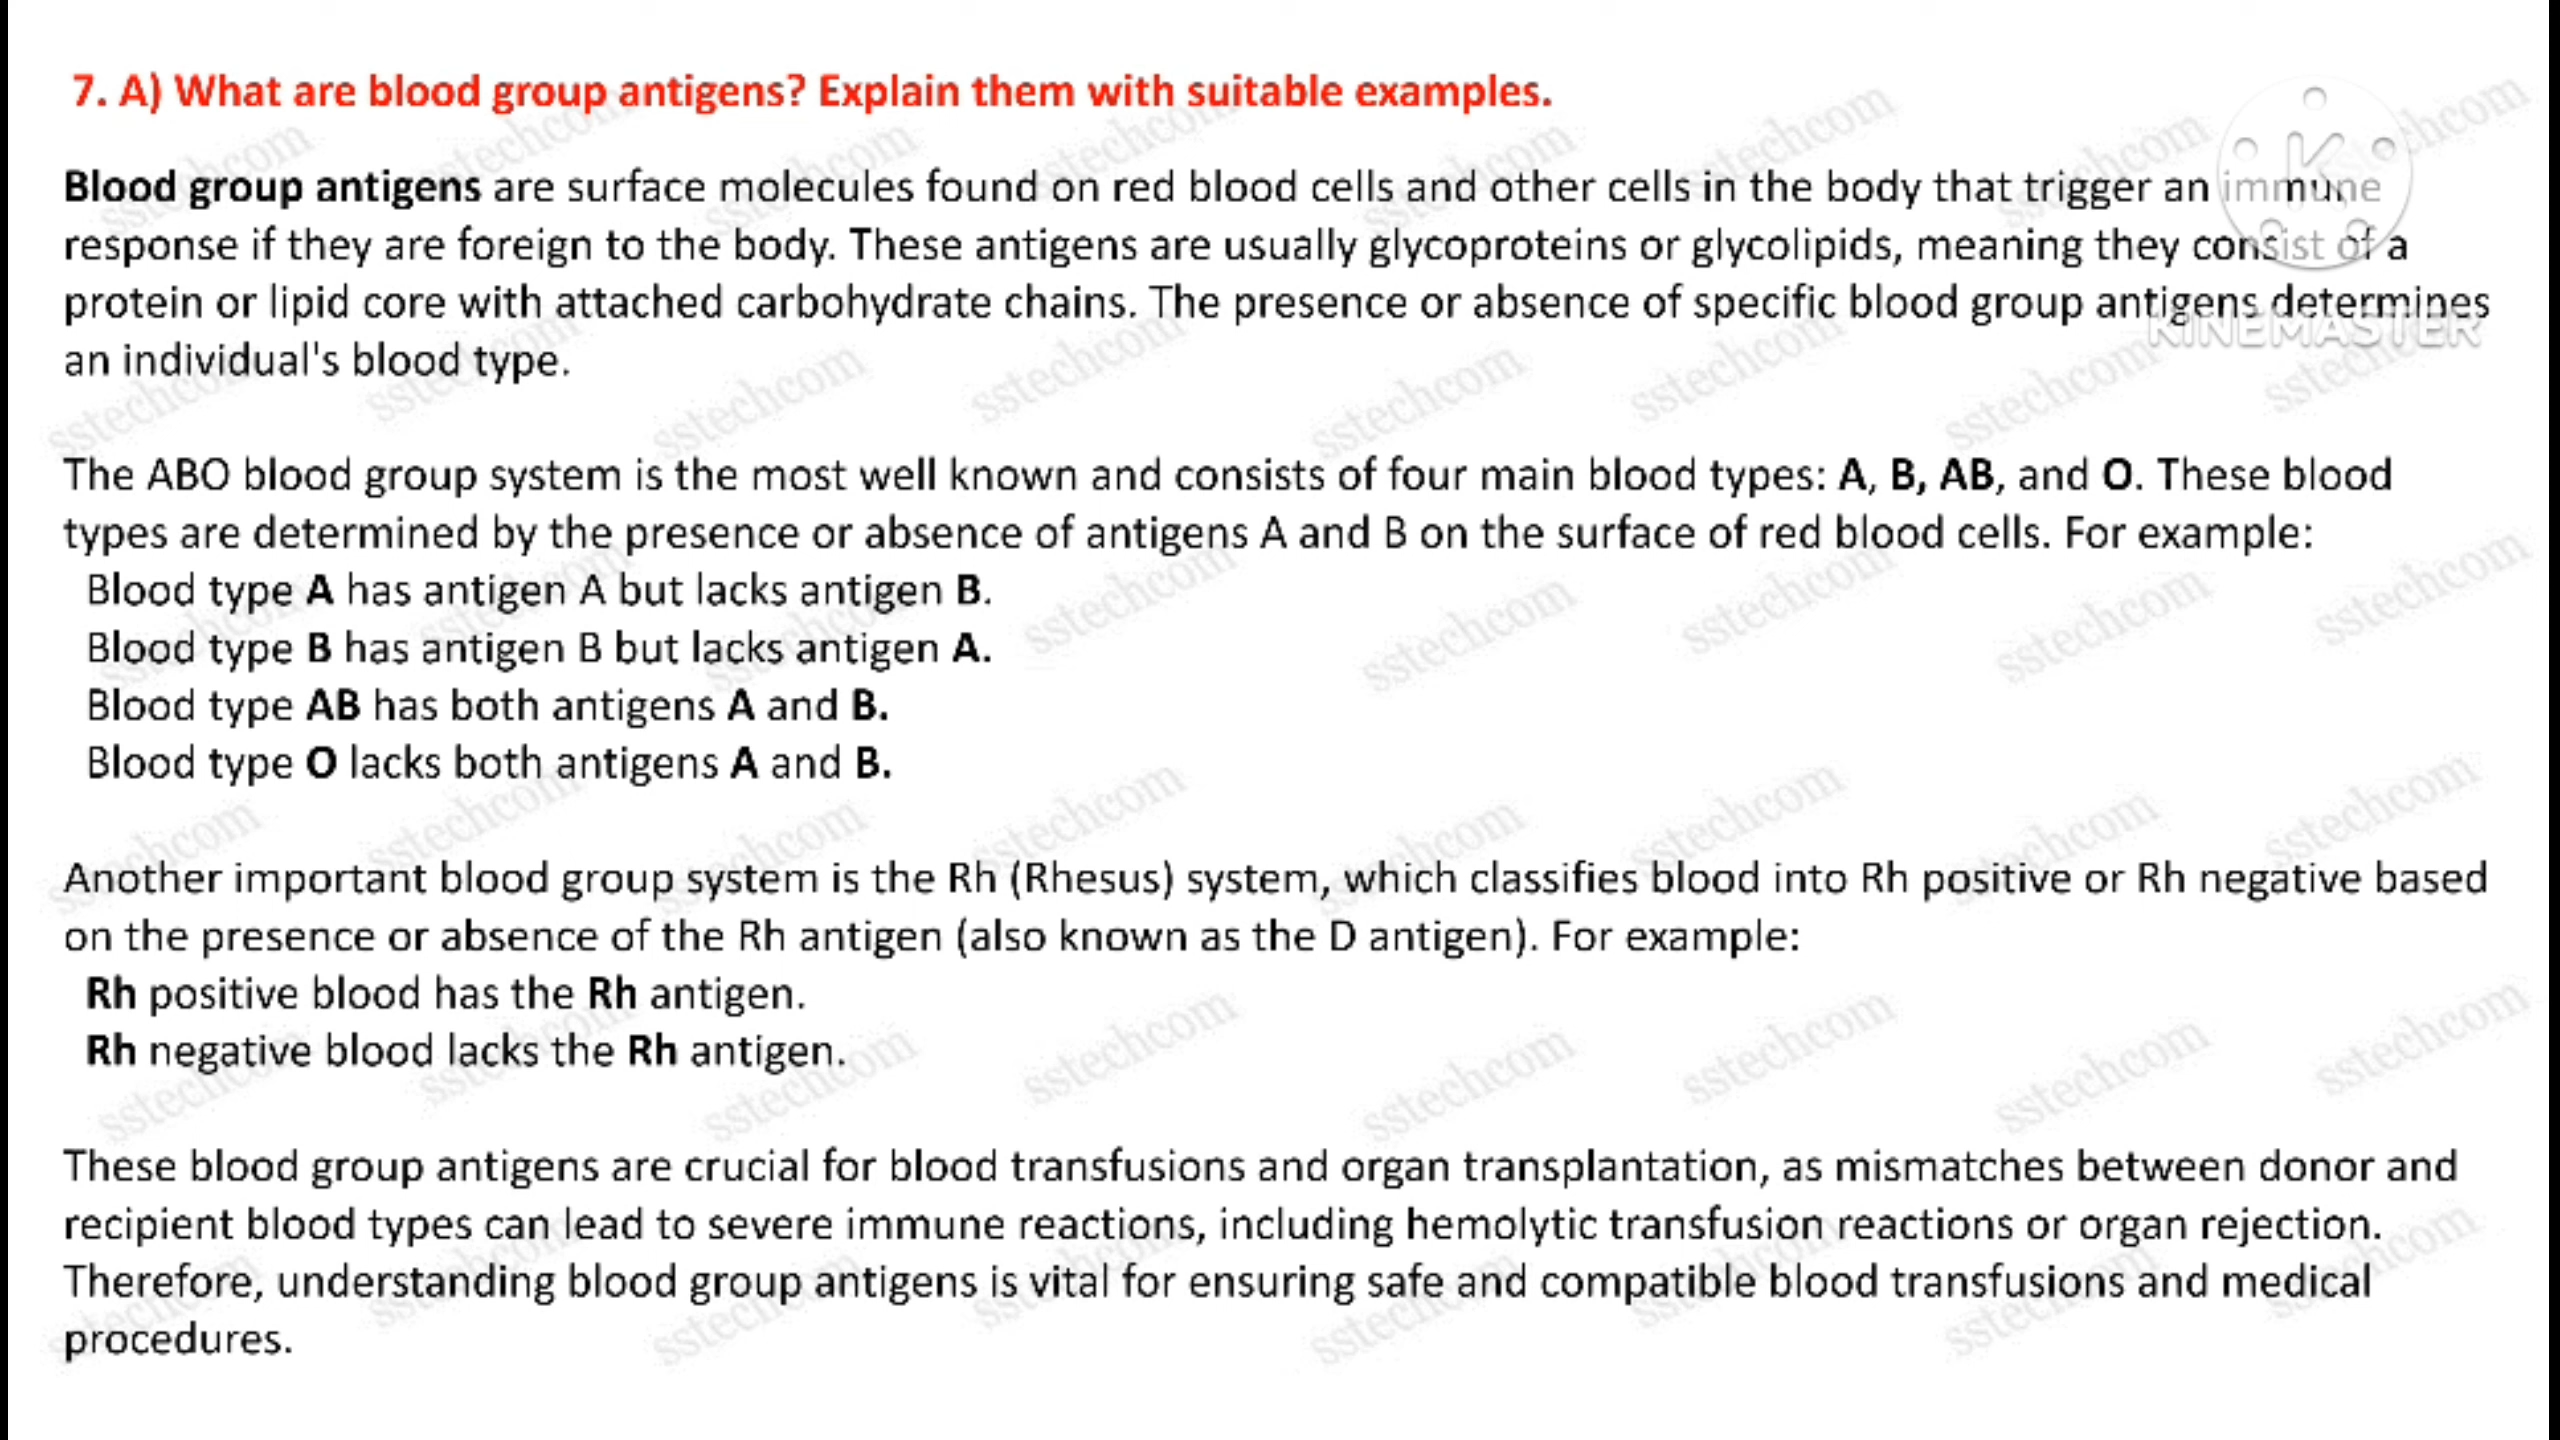 7. A) What are blood group antigens? Explain them with suitable examples.
Blood group antigens are surface molecules found on red blood cells and other cells in the body that trigger an immune
response if they are foreign to the body. These antigens are usually glycoproteins or glycolipids, meaning they consist of a
protein or lipid core with attached carbohydrate chains. The presence or absence of specific blood group antigens determines
KINEMASTER
an individual's blood type.
The ABO blood group system is the most well known and consists of four main blood types: A, B, AB, and O. These blood
types are determined by the presence or absence of antigens A and B on the surface of red blood cells. For example:
Blood type A has antigen A but lacks antigen B.
Blood type B has antigen B but lacks antigen A.
Blood type AB has both antigens A and B.
Blood type O lacks both antigens A and B.
Another important blood group system is the Rh (Rhesus) system, which classifies blood into Rh positive or Rh negative based
on the presence or absence of the Rh antigen (also known as the D antigen). For example:
Rh positive blood has the Rh antigen.
Rh negative blood lacks the Rh antigen.
These blood group antigens are crucial for blood transfusions and organ transplantation, as mismatches between donor and
recipient blood types can lead to severe immune reactions, including hemolytic transfusion reactions or organ rejection.
Therefore, understanding blood group antigens is vital for ensuring safe and compatible blood transfusions and medical
procedures.
sstechcom